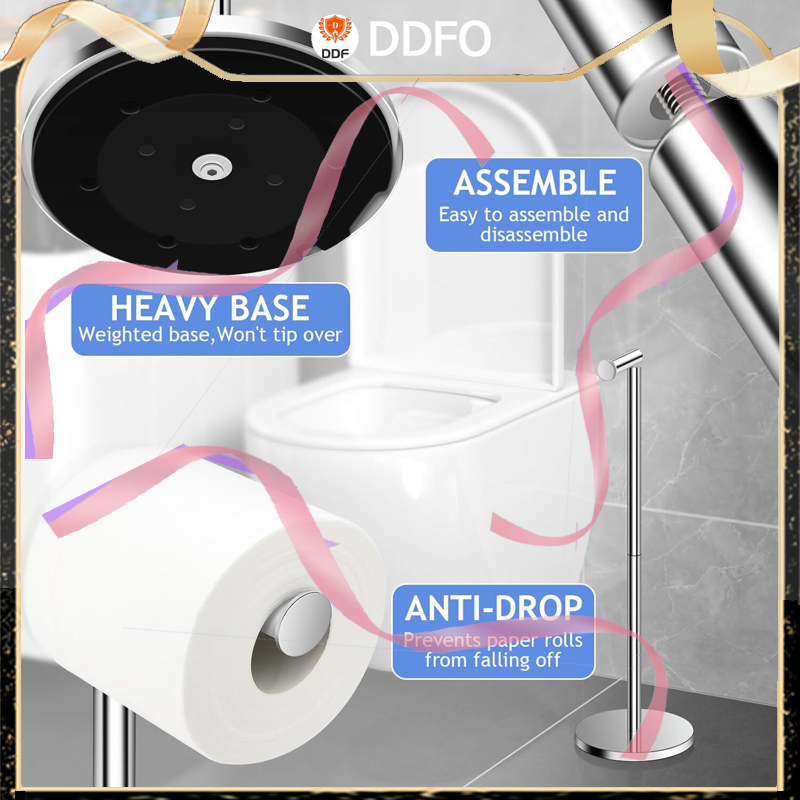 DDF
DDFO
ASSEMBLE
Easy to assemble and
disassemble
HEAVY BASE
Weighted base,Won't tip over
ANTI-DROP
Prevents paper rolls
from falling off